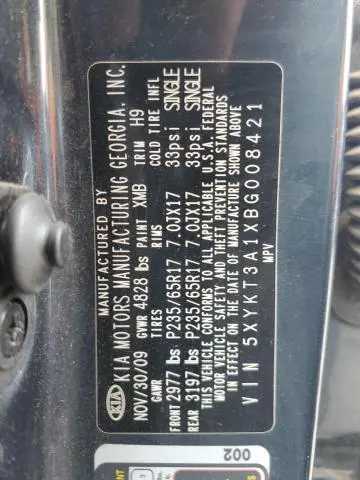 MANUFACTURED BY
KIA KIA MOTORS MANUFACTURING GEORGIA, INC.
NOV/30/09 GVWR 4828 lbs PAINT XMB TRIM H9
GAWR TIRES RIMS COLD TIRE INFL
FRONT 2977 lbs P235/65R17 7.0JX17 33psi SINGLE
REAR 3197 lbs P235/65R17 7.0JX17 33psi SINGLE
THIS VEHICLE CONFORMS TO ALL APPLICABLE U.S.A FEDERAL
MOTOR VEHICLE SAFETY AND THEFT PREVENTION STANDARDS
IN EFFECT ON THE DATE OF MANUFACTURE SHOWN ABOVE
VIN 5XYKT3A1XBG008421
MPV
002